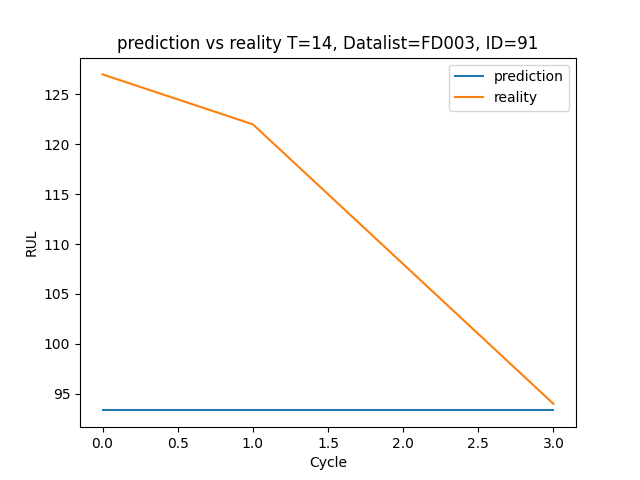 prediction vs reality T=14, Datalist=FD003, ID=91
prediction
reality
RUL
125
120
115
110
105
100
95
0.0 0.5 1.0 1.5 2.0 2.5 3.0
Cycle